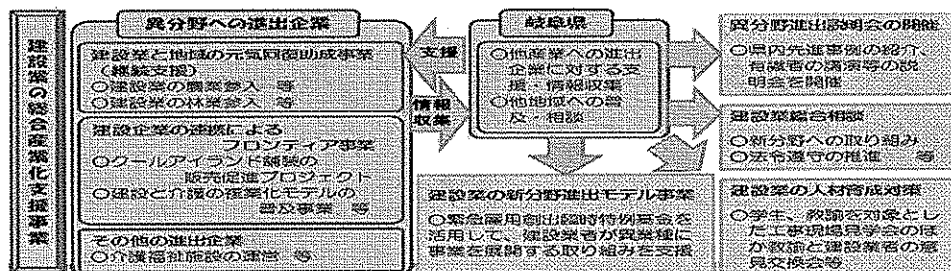 建設業の総合産業化支援事業
異分野への進出企業
建設業と地域の元気回復助成事業
（継続支援）
○建設業の農業参入　等
○建設業の林業参入　等
建設企業の連携による
フロンティア事業
○クールアイランド舗装の
販売促進プロジェクト
○建設と介護の複業化モデルの
普及事業　等
その他の進出企業
○介護福祉施設の運営　等
支援
情報
収集
岐阜県
○他産業への進出
企業に対する支
援・情報収集
○他地域への普
及・相談
建設業の新分野進出モデル事業
○緊急雇用創出臨時特例基金を
活用して、建設業者が異業種に
事業を展開する取り組みを支援
異分野進出説明会の開催
○県内先進事例の紹介、
有識者の講演等の説
明会を開催
建設業総合相談
○新分野への取り組み
○法令遵守の推進　等
建設業の人材育成対策
○学生、教諭を対象とし
た工事現場見学会のほ
か教諭と建設業者の意
見交換会等